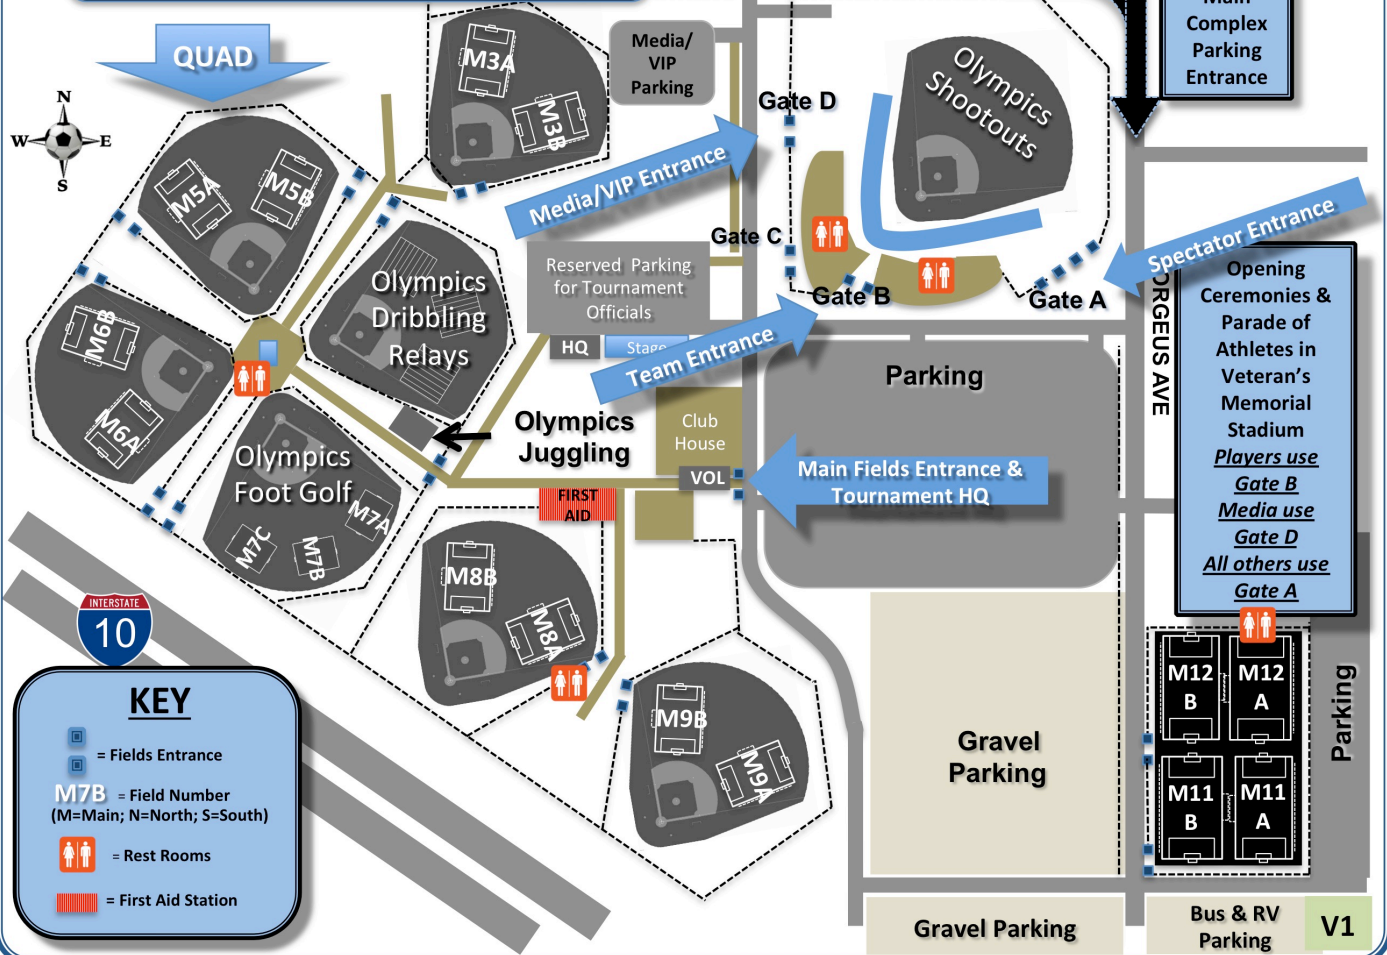 Main
Complex
Parking
Entrance
QUAD
N
W
E
S
M3A
M3B
Media/
VIP
Parking
Gate D
Olympics
Shootouts
Media/VIP Entrance
M5A
M5B
Gate C
Spectator Entrance
Reserved Parking
for Tournament
Officials
Gate B
Gate A
Olympics
Dribbling
Relays
HQ
Stage
Team Entrance
M6B
M6A
Parking
ORGEUS AVE
Opening
Ceremonies &
Parade of
Athletes in
Veteran's
Memorial
Stadium
Players use
Gate B
Media use
Gate D
All others use
Gate A
Olympics
Juggling
Club
House
VOL
Main Fields Entrance &
Tournament HQ
Olympics
Foot Golf
M7A
M7C
M7B
FIRST
AID
M8B
M8A
INTERSTATE
10
M9B
M9A
Gravel
Parking
M12
B
M12
A
M11
B
M11
A
Parking
KEY
= Fields Entrance
M7B = Field Number
(M=Main; N=North; S=South)
= Rest Rooms
= First Aid Station
Gravel Parking
Bus & RV
Parking
V1